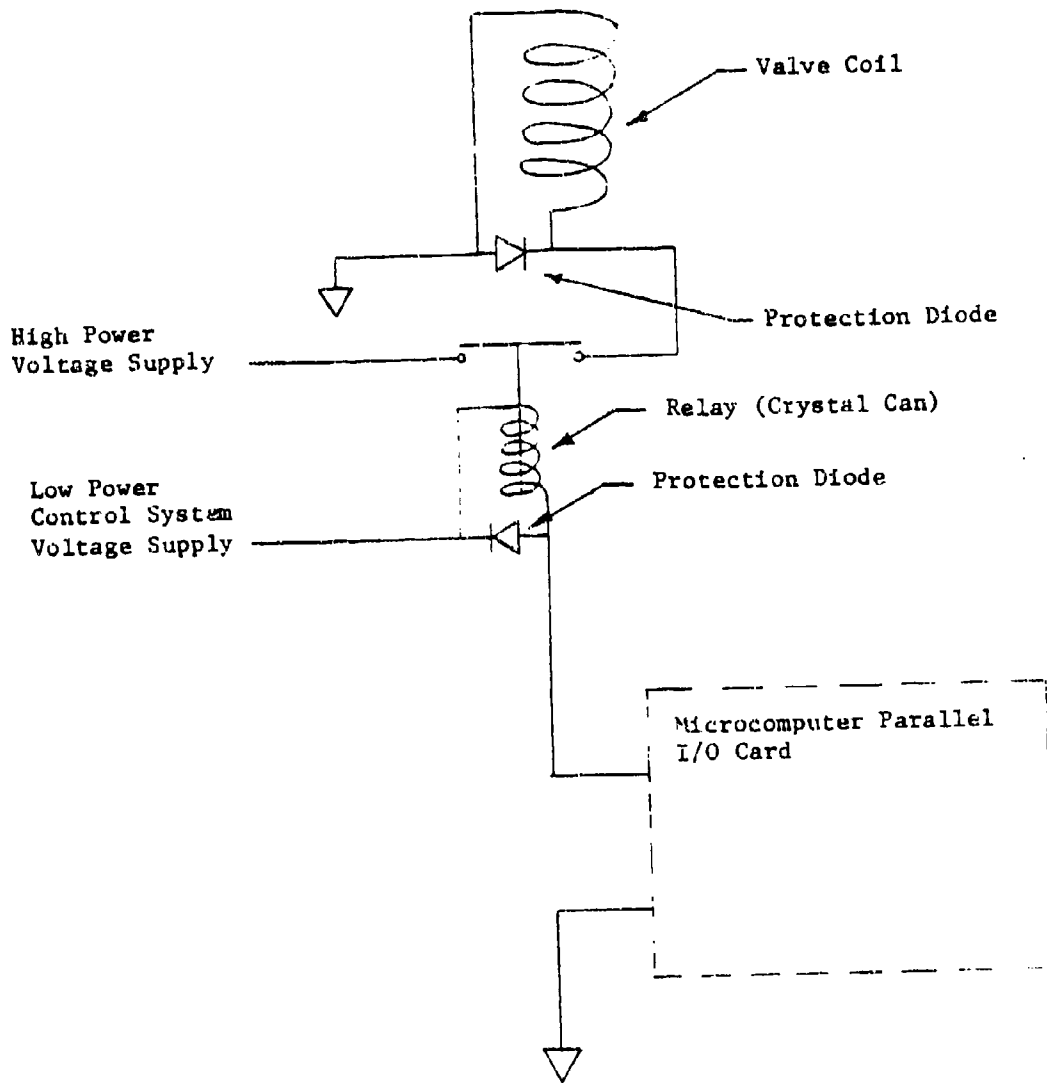 Valve Coil
Protection Diode
High Power
Voltage Supply
Relay (Crystal Can)
Protection Diode
Low Power
Control System
Voltage Supply
Microcomputer Parallel
I/O Card